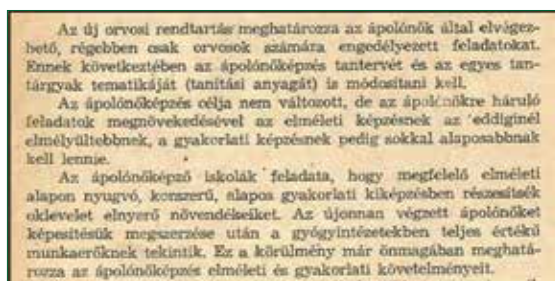 Az új orvosi rendtartás meghatározza az ápolónők által elvégez-
hető, régebben csak orvosok számára engedélyezett feladatokat.
Ennek következtében az ápolónőképzés tantervét és az egyes tan-
tárgyak tematikáját (tanítási anyagát) is módosítani kell.
Az ápolónőképzés célja nem változott, de az ápolónőkre háruló
feladatok megnövekedésével az elméleti képzésnek az eddiginél
elmélyültebbnek, a gyakorlati képzésnek pedig sokkal alaposabbnak
kell lennie.
Az ápolónőképző iskolák feladata, hogy megfelelő elméleti
alapon nyugvó, korszerű, alapos gyakorlati kiképzésben részesítsék
oklevelet elnyerő növendékeiket. Az újonnan végzett ápolónőket
képesítésük megszerzése után a gyógyintézetekben teljes értékű
munkaerőknek tekintik. Ez a körülmény már önmagában meghatá-
rozza az ápolónőképzés elméleti és gyakorlati követelményeit.